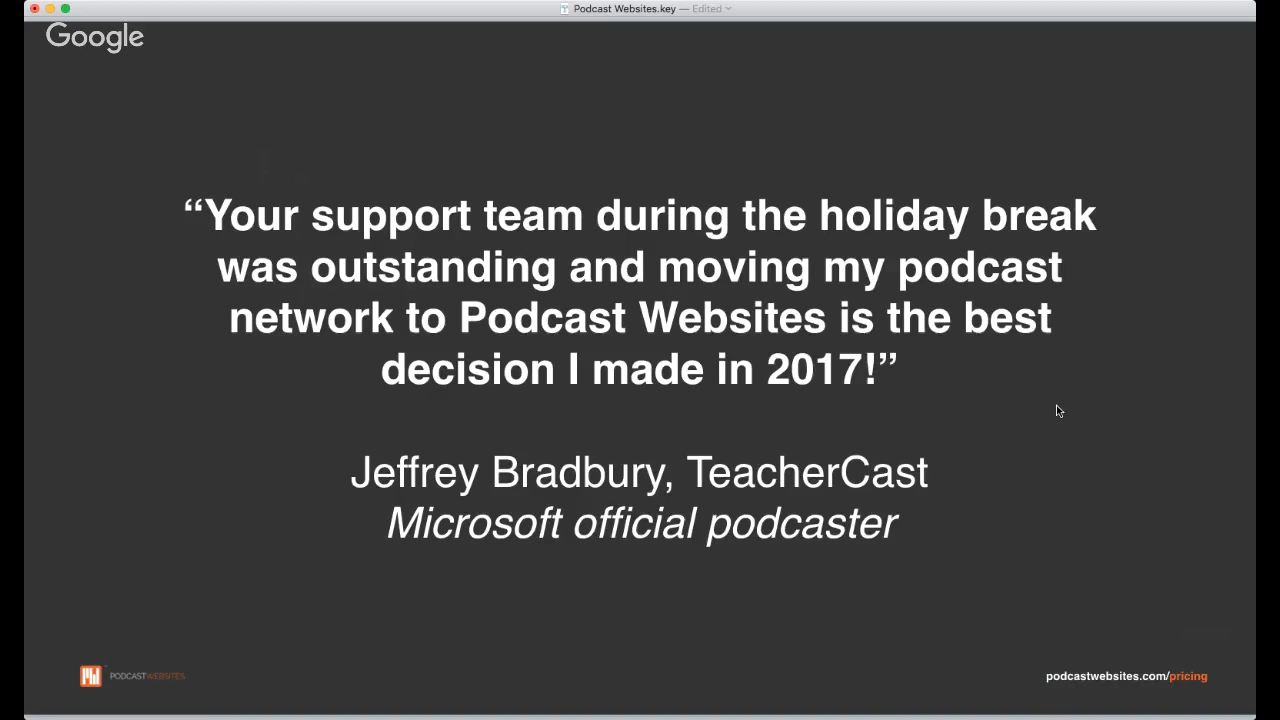 Podcast Websites.key — Edited
Google
“Your support team during the holiday break
was outstanding and moving my podcast
network to Podcast Websites is the best
decision I made in 2017!”
Jeffrey Bradbury, TeacherCast
Microsoft official podcaster
PODCASTWEBSITES
podcastwebsites.com/pricing